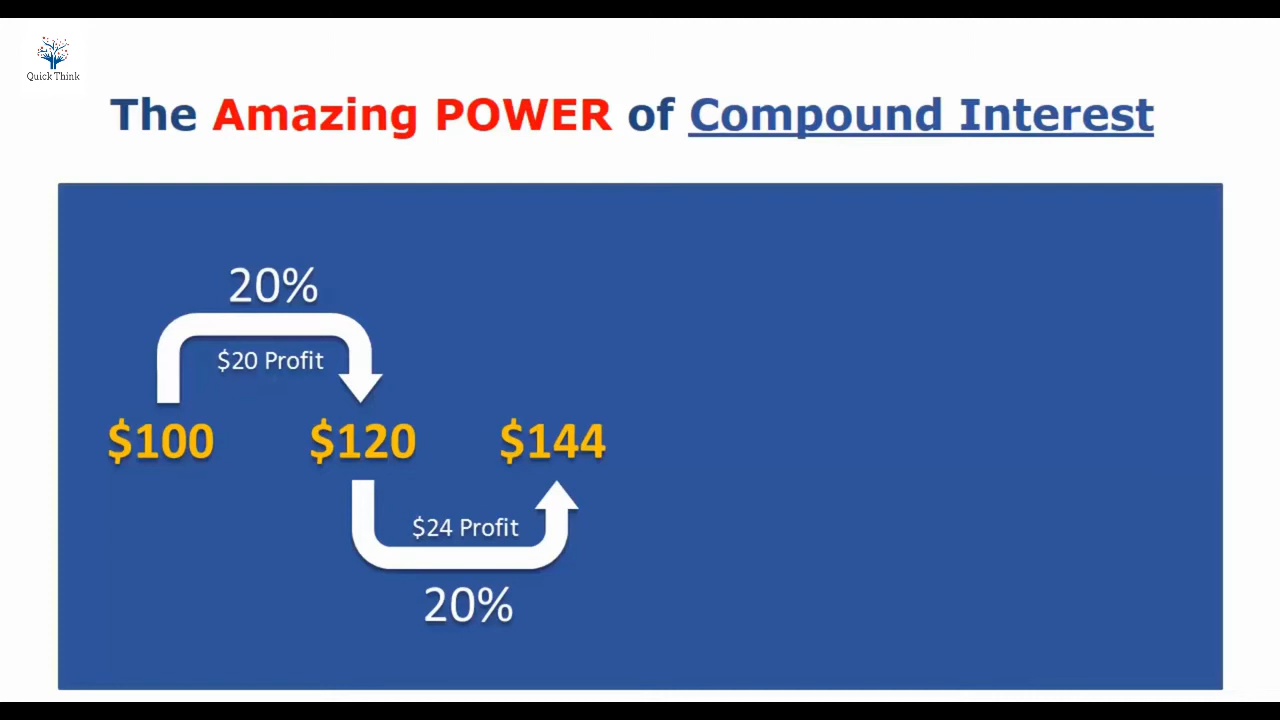 Quick Think
The Amazing POWER of Compound Interest
20%
$20 Profit
$100 $120 $144
$24 Profit
20%